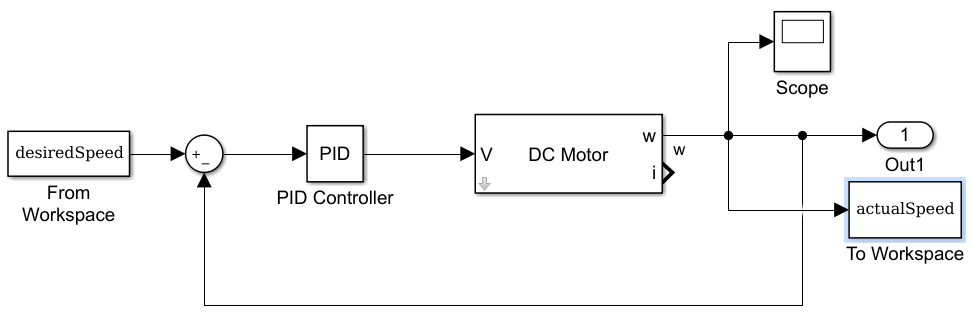 Scope
desiredSpeed
From
Workspace
+
−
PID
PID Controller
V
DC Motor
w
i
w
1
Out1
actualSpeed
To Workspace